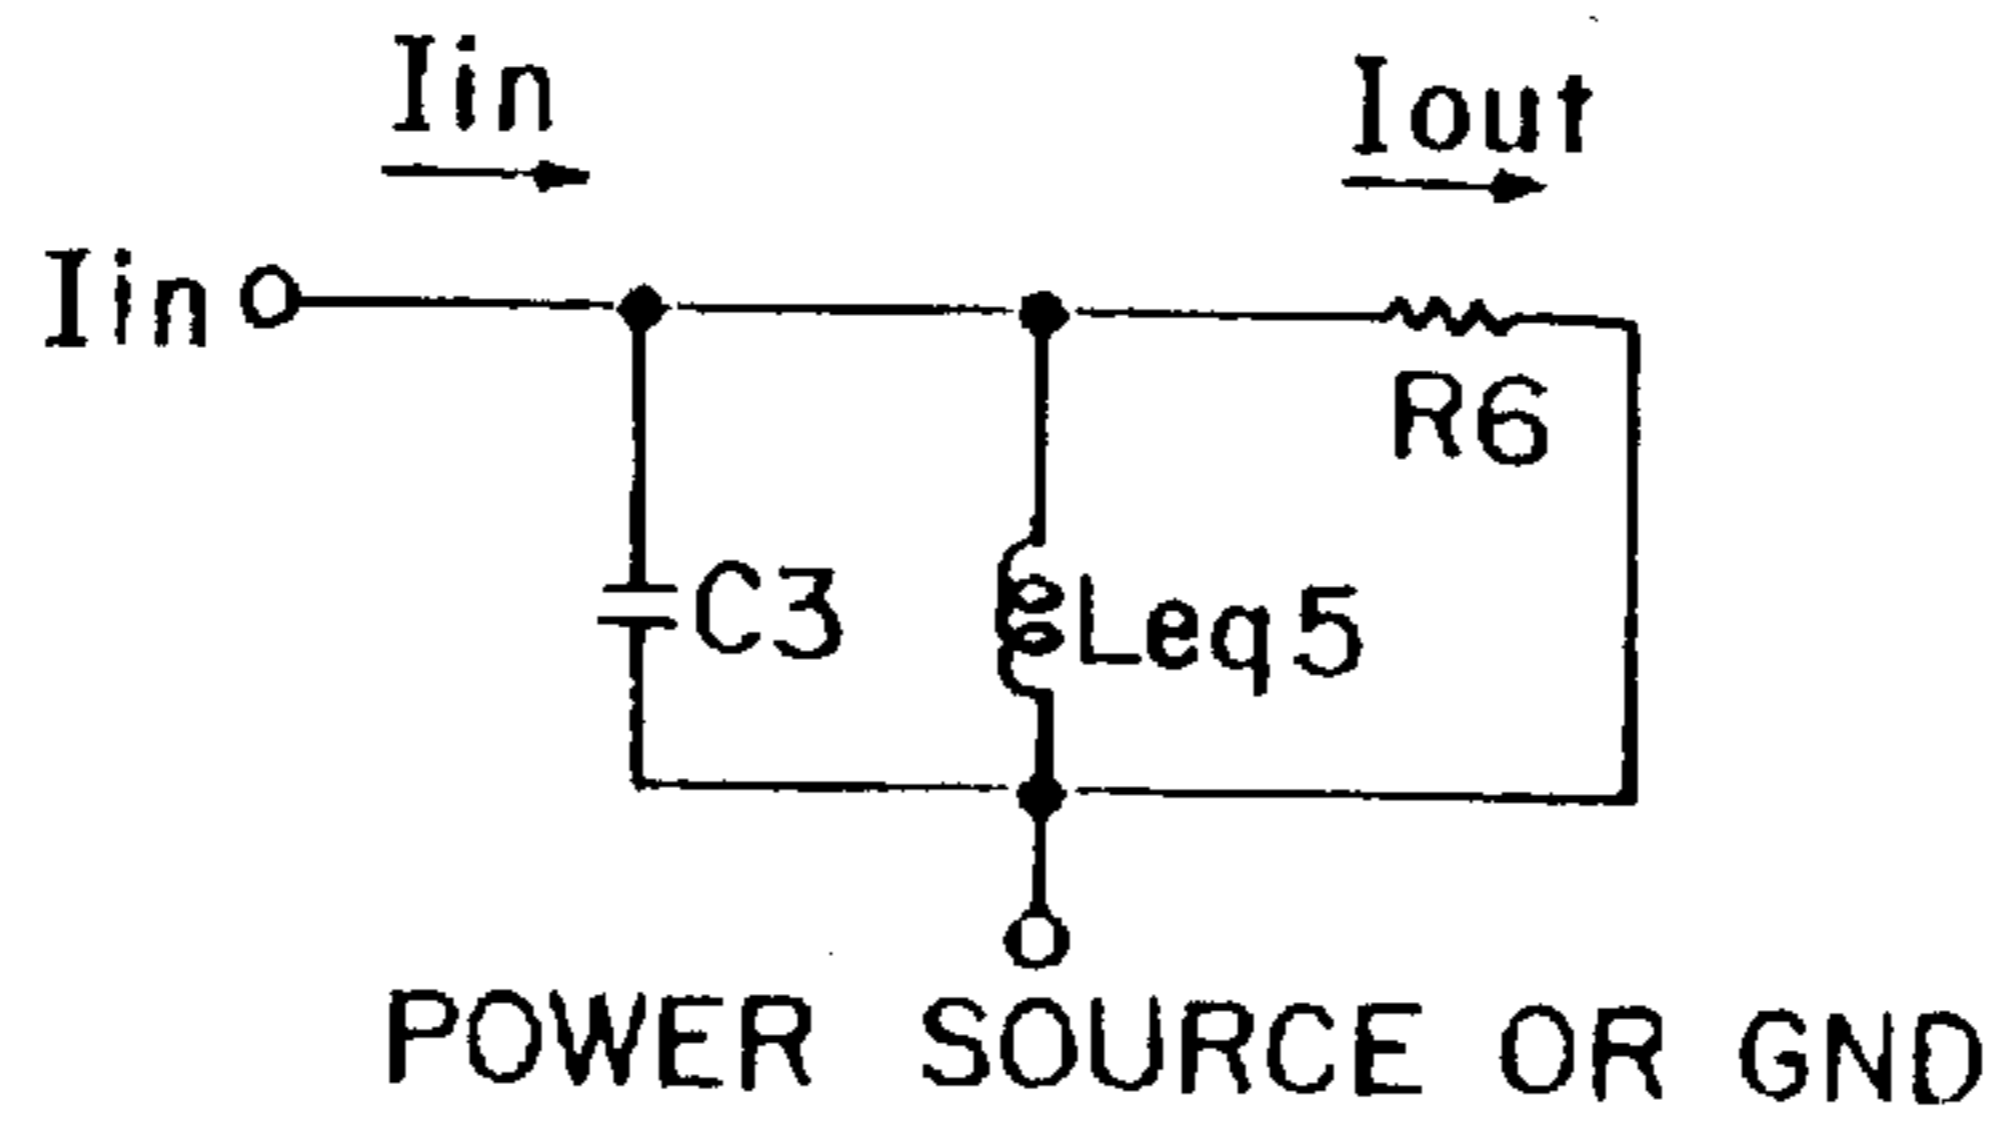 Iin
Iout
Iin
R6
C3
Leq5
POWER SOURCE OR GND